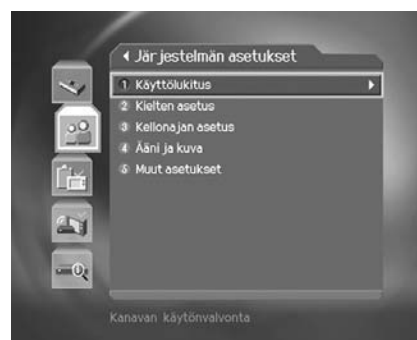 Järjestelmän asetukset
1 Käyttölukitus
2 Kielten asetus
3 Kellonajan asetus
4 Ääni ja kuva
5 Muut asetukset
Kanavan käytönvalvonta